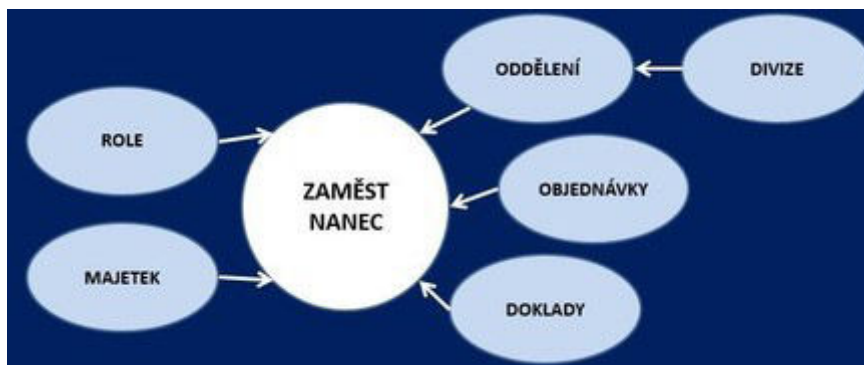 ODDĚLENÍ
DIVIZE
ROLE
ZAMĚST
NANEC
OBJEDNÁVKY
MAJETEK
DOKLADY